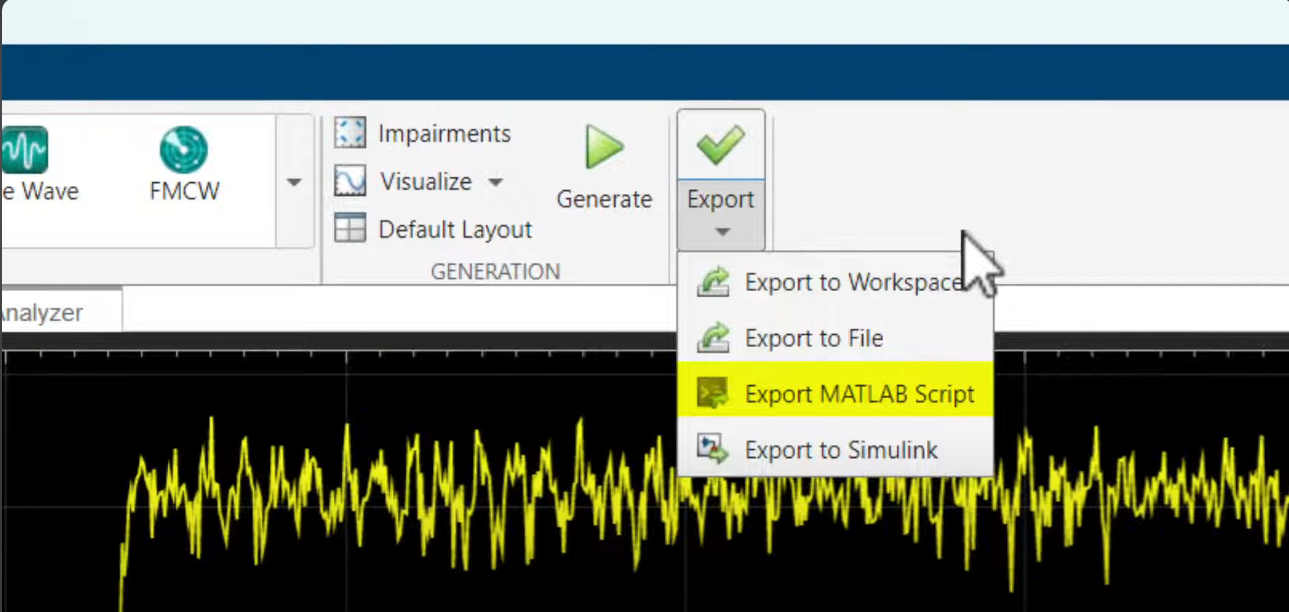 Impairments
e Wave
FMCW
Visualize
Generate
Export
Default Layout
GENERATION
Export to Workspace
nalyzer
Export to File
Export MATLAB Script
Export to Simulink